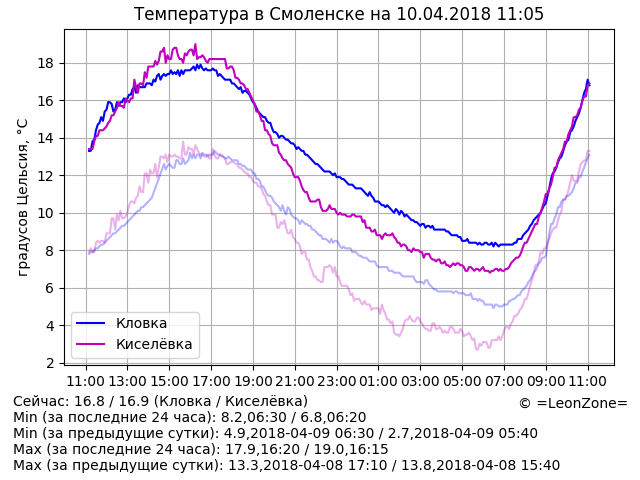 Температура в Смоленске на 10.04.2018 11:05
градусов Цельсия, °C
18
16
14
12
10
8
6
4
2
Кловка
Киселёвка
11:00 13:00 15:00 17:00 19:00 21:00 23:00 01:00 03:00 05:00 07:00 09:00 11:00
Сейчас: 16.8 / 16.9 (Кловка / Киселёвка)
© =LeonZone=
Min (за последние 24 часа): 8.2,06:30 / 6.8,06:20
Min (за предыдущие сутки): 4.9,2018-04-09 06:30 / 2.7,2018-04-09 05:40
Max (за последние 24 часа): 17.9,16:20 / 19.0,16:15
Max (за предыдущие сутки): 13.3,2018-04-08 17:10 / 13.8,2018-04-08 15:40